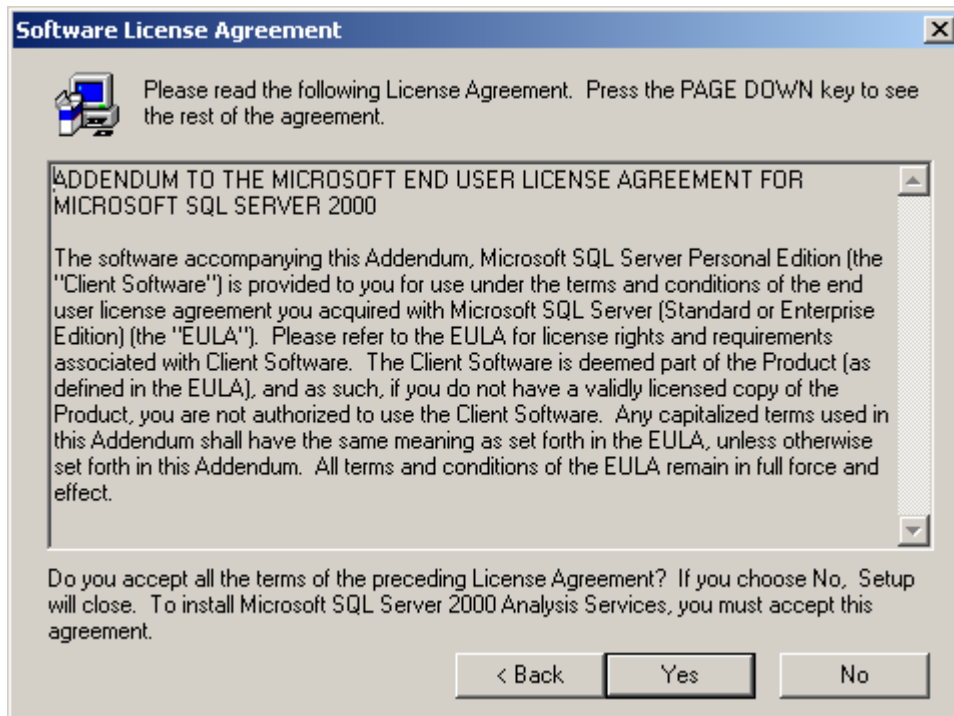 Software License Agreement
Please read the following License Agreement.  Press the PAGE DOWN key to see
the rest of the agreement.
ADDENDUM TO THE MICROSOFT END USER LICENSE AGREEMENT FOR
MICROSOFT SQL SERVER 2000
The software accompanying this Addendum, Microsoft SQL Server Personal Edition (the
"Client Software") is provided to you for use under the terms and conditions of the end
user license agreement you acquired with Microsoft SQL Server (Standard or Enterprise
Edition) (the "EULA").  Please refer to the EULA for license rights and requirements
associated with Client Software.  The Client Software is deemed part of the Product (as
defined in the EULA), and as such, if you do not have a validly licensed copy of the
Product, you are not authorized to use the Client Software.  Any capitalized terms used in
this Addendum shall have the same meaning as set forth in the EULA, unless otherwise
set forth in this Addendum.  All terms and conditions of the EULA remain in full force and
effect.
Do you accept all the terms of the preceding License Agreement?  If you choose No,  Setup
will close.  To install Microsoft SQL Server 2000 Analysis Services, you must accept this
agreement.
< Back
Yes
No